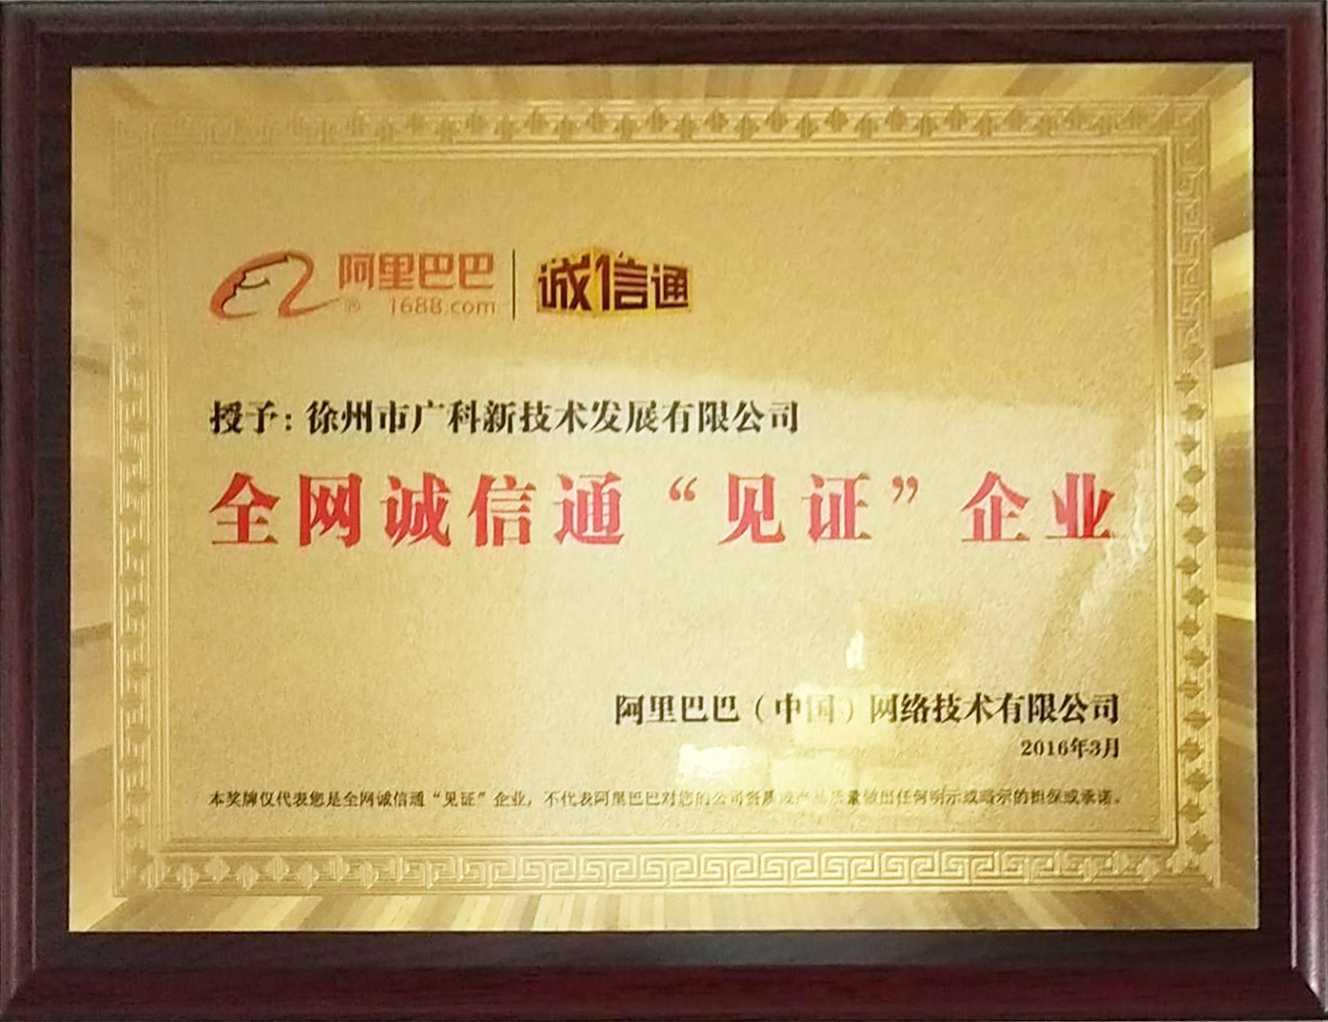 阿里巴巴 诚信通
® 1688.com
授予：徐州市广科新技术发展有限公司
全网诚信通“见证”企业
阿里巴巴（中国）网络技术有限公司
2016年3月
本奖牌仅代表您是全网诚信通“见证”企业，不代表阿里巴巴对您的公司资质或产品质量做出任何明示或暗示的担保或承诺。